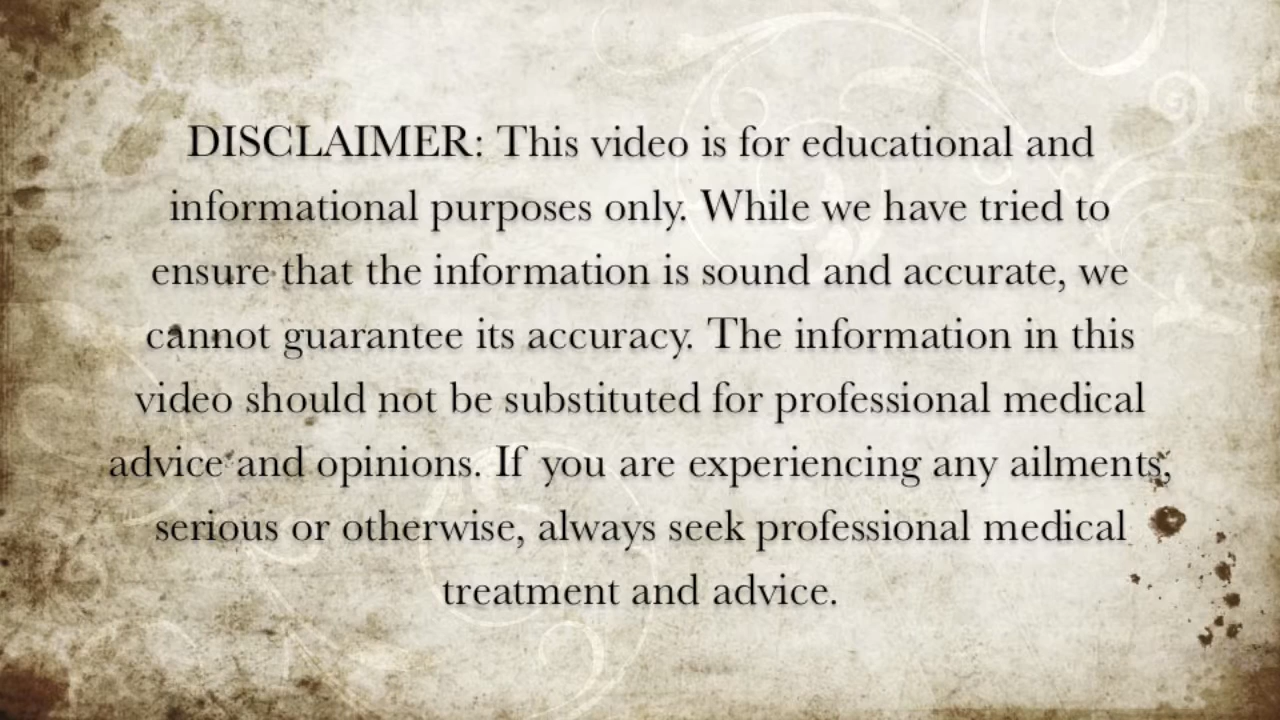 DISCLAIMER: This video is for educational and
informational purposes only. While we have tried to
ensure that the information is sound and accurate, we
cannot guarantee its accuracy. The information in this
video should not be substituted for professional medical
advice and opinions. If you are experiencing any ailments,
serious or otherwise, always seek professional medical
treatment and advice.